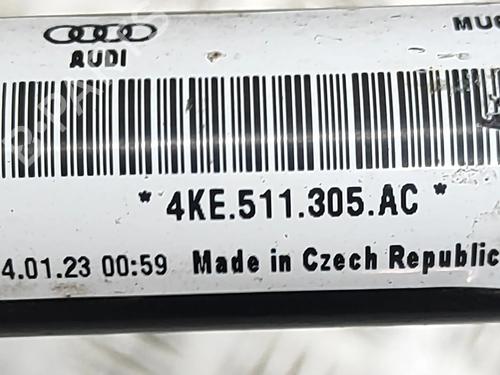 AUDI
* 4KE.511.305.AC *
4.01.23 00:59 Made in Czech Republic